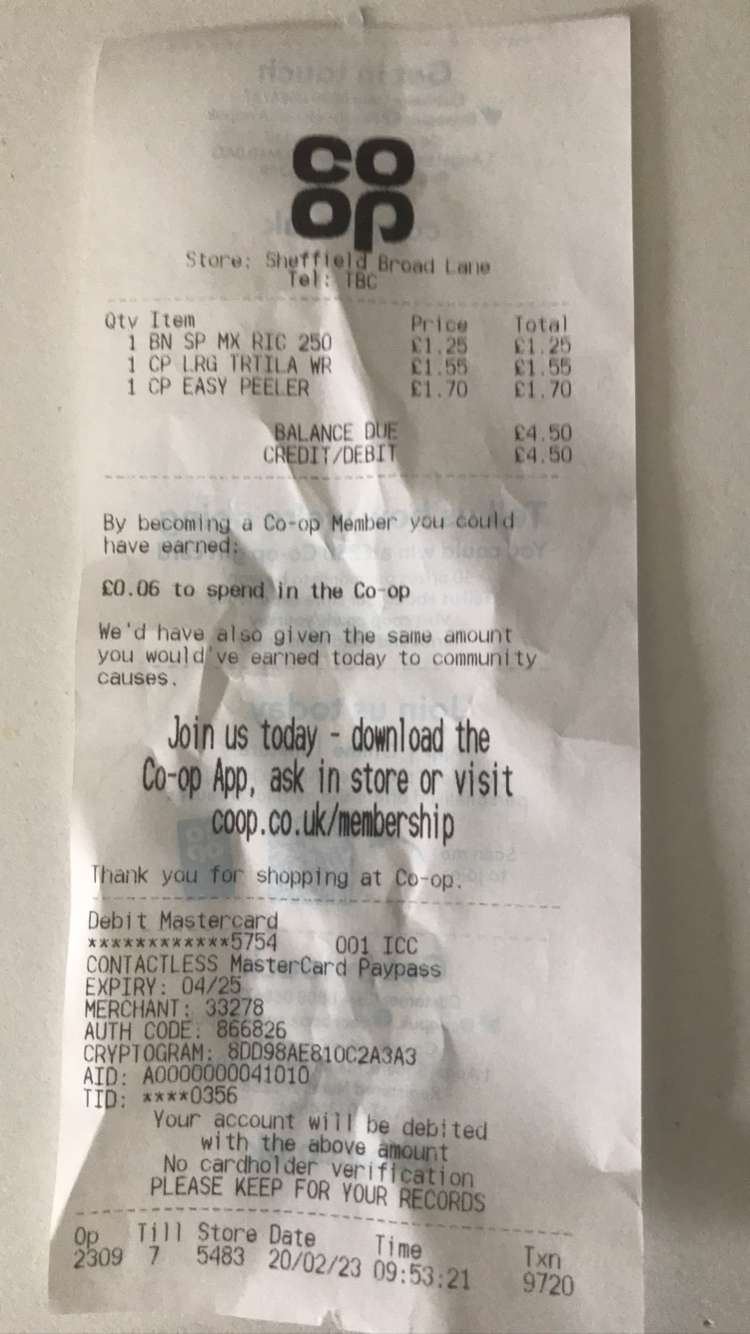 co
op
Store: Sheffield Broad Lane
Tel: TBC
Qty Item Price Total
1 BN SP MX RIC 250 £1.25 £1.25
1 CP LRG TRTILA WR £1.55 £1.55
1 CP EASY PEELER £1.70 £1.70
BALANCE DUE £4.50
CREDIT/DEBIT £4.50
By becoming a Co-op Member you could
have earned:
£0.06 to spend in the Co-op
We'd have also given the same amount
you would've earned today to community
causes.
Join us today - download the
Co-op App, ask in store or visit
coop.co.uk/membership
Thank you for shopping at Co-op.
Debit Mastercard
************5754 001 ICC
CONTACTLESS MasterCard Paypass
EXPIRY: 04/25
MERCHANT: 33278
AUTH CODE: 866826
CRYPTOGRAM: 8DD98AE810C2A3A3
AID: A0000000041010
TID: ****0356
Your account will be debited
with the above amount
No cardholder verification
PLEASE KEEP FOR YOUR RECORDS
Op Till Store Date Time Txn
2309 7 5483 20/02/23 09:53:21 9720